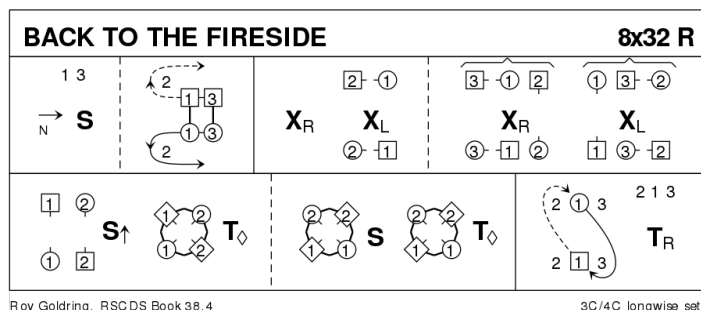 BACK TO THE FIRESIDE 8x32 R
1 3
N S
2
1 3
1 3
2
XR XL
2 1
2 1
3 1 2 1 3 2
XR XL
3 1 2 1 3 2
1 2
S↑
1 2
1 2
1 2
T◇
2 2
1 1
S
2 2
1 1
T◇
2 1 3
2 1 3
TR
2 1 3
Roy Goldring, RSCDS Book 38.4 3C/4C longwise set